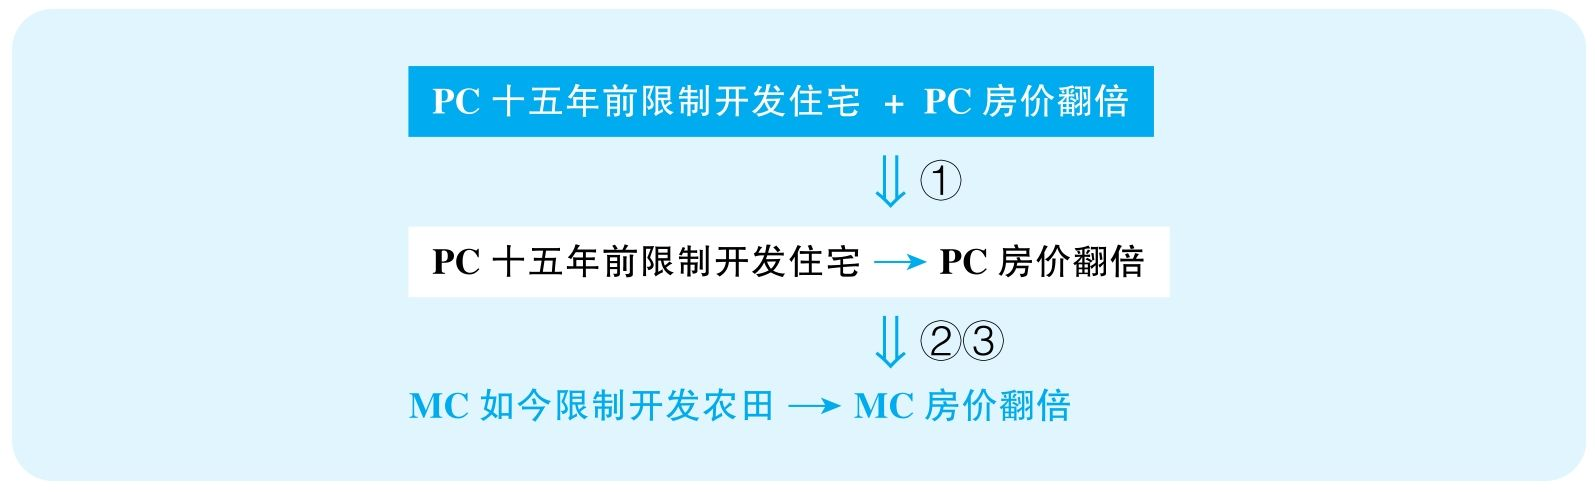 PC 十五年前限制开发住宅 + PC 房价翻倍
⇓ ①
PC 十五年前限制开发住宅 → PC 房价翻倍
⇓ ②③
MC 如今限制开发农田 → MC 房价翻倍